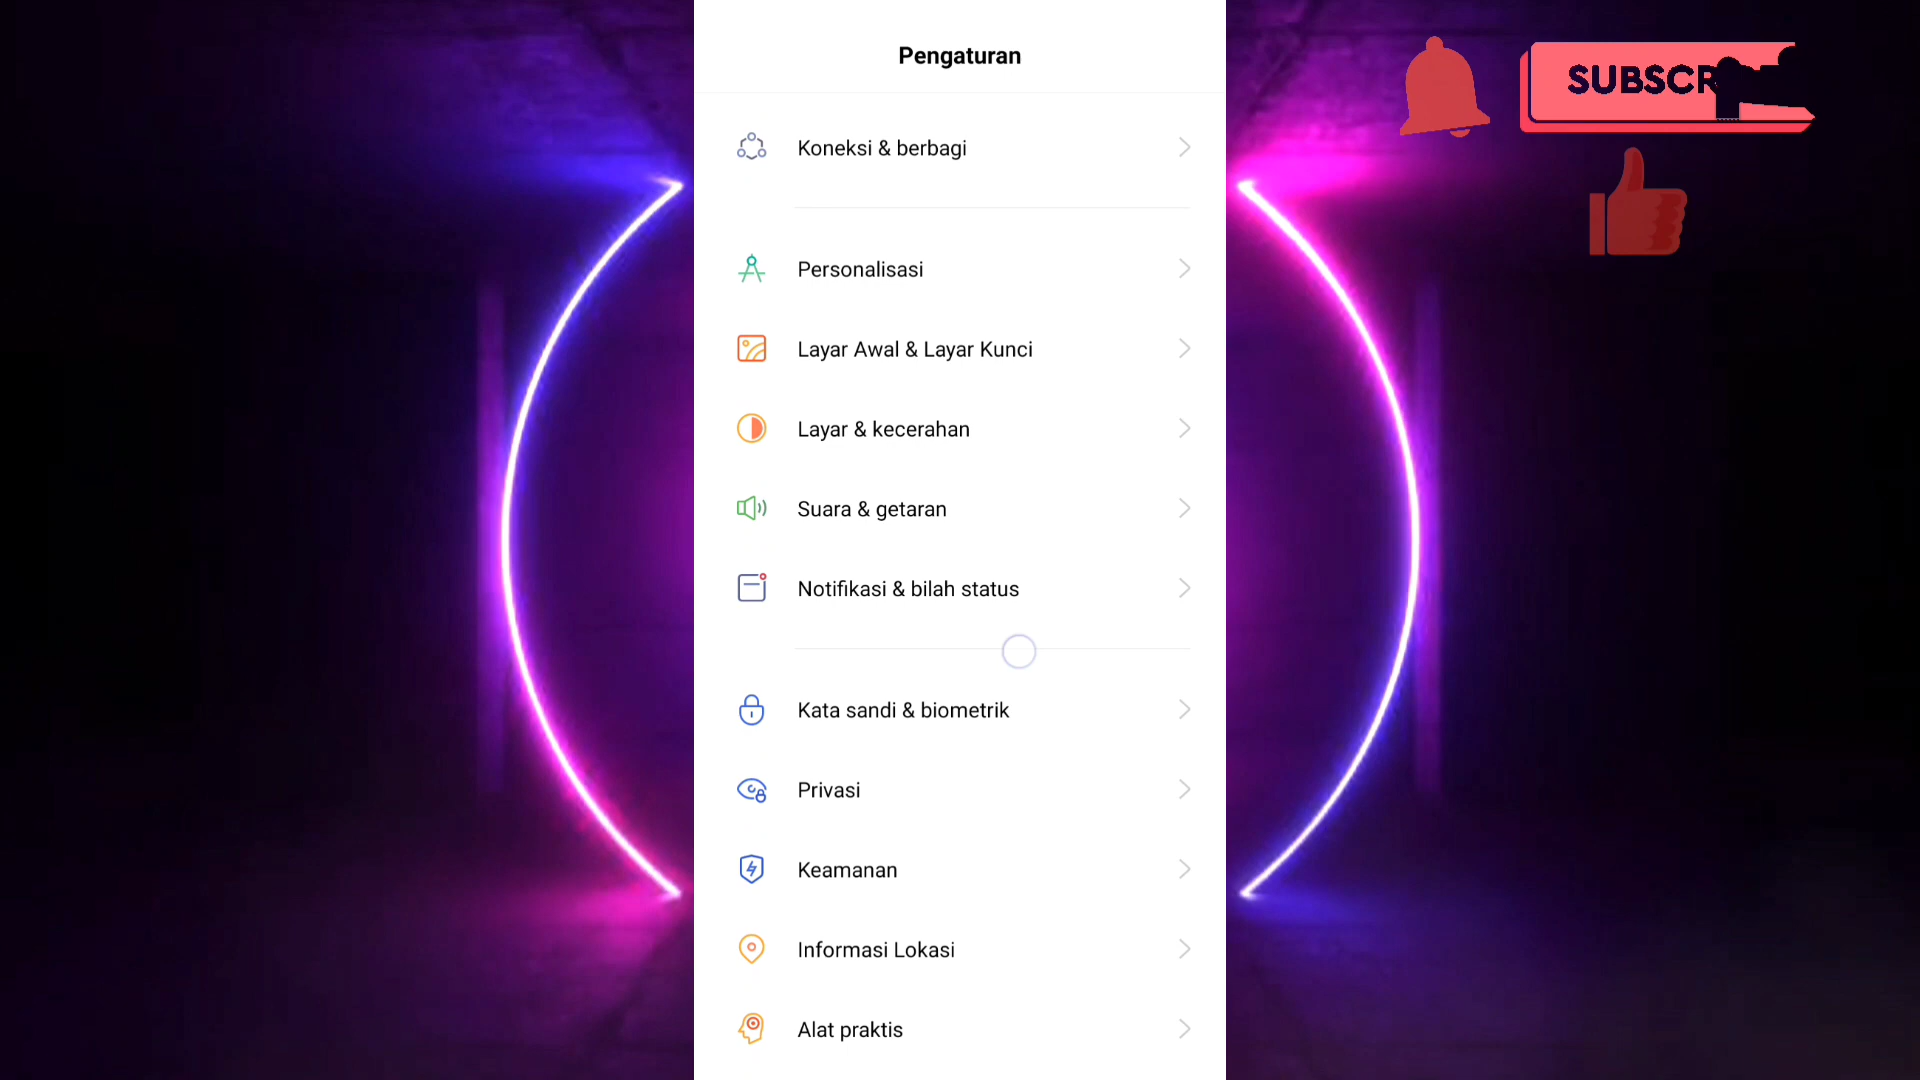 Pengaturan
Koneksi & berbagi
Personalisasi
Layar Awal & Layar Kunci
Layar & kecerahan
Suara & getaran
Notifikasi & bilah status
Kata sandi & biometrik
Privasi
Keamanan
Informasi Lokasi
Alat praktis